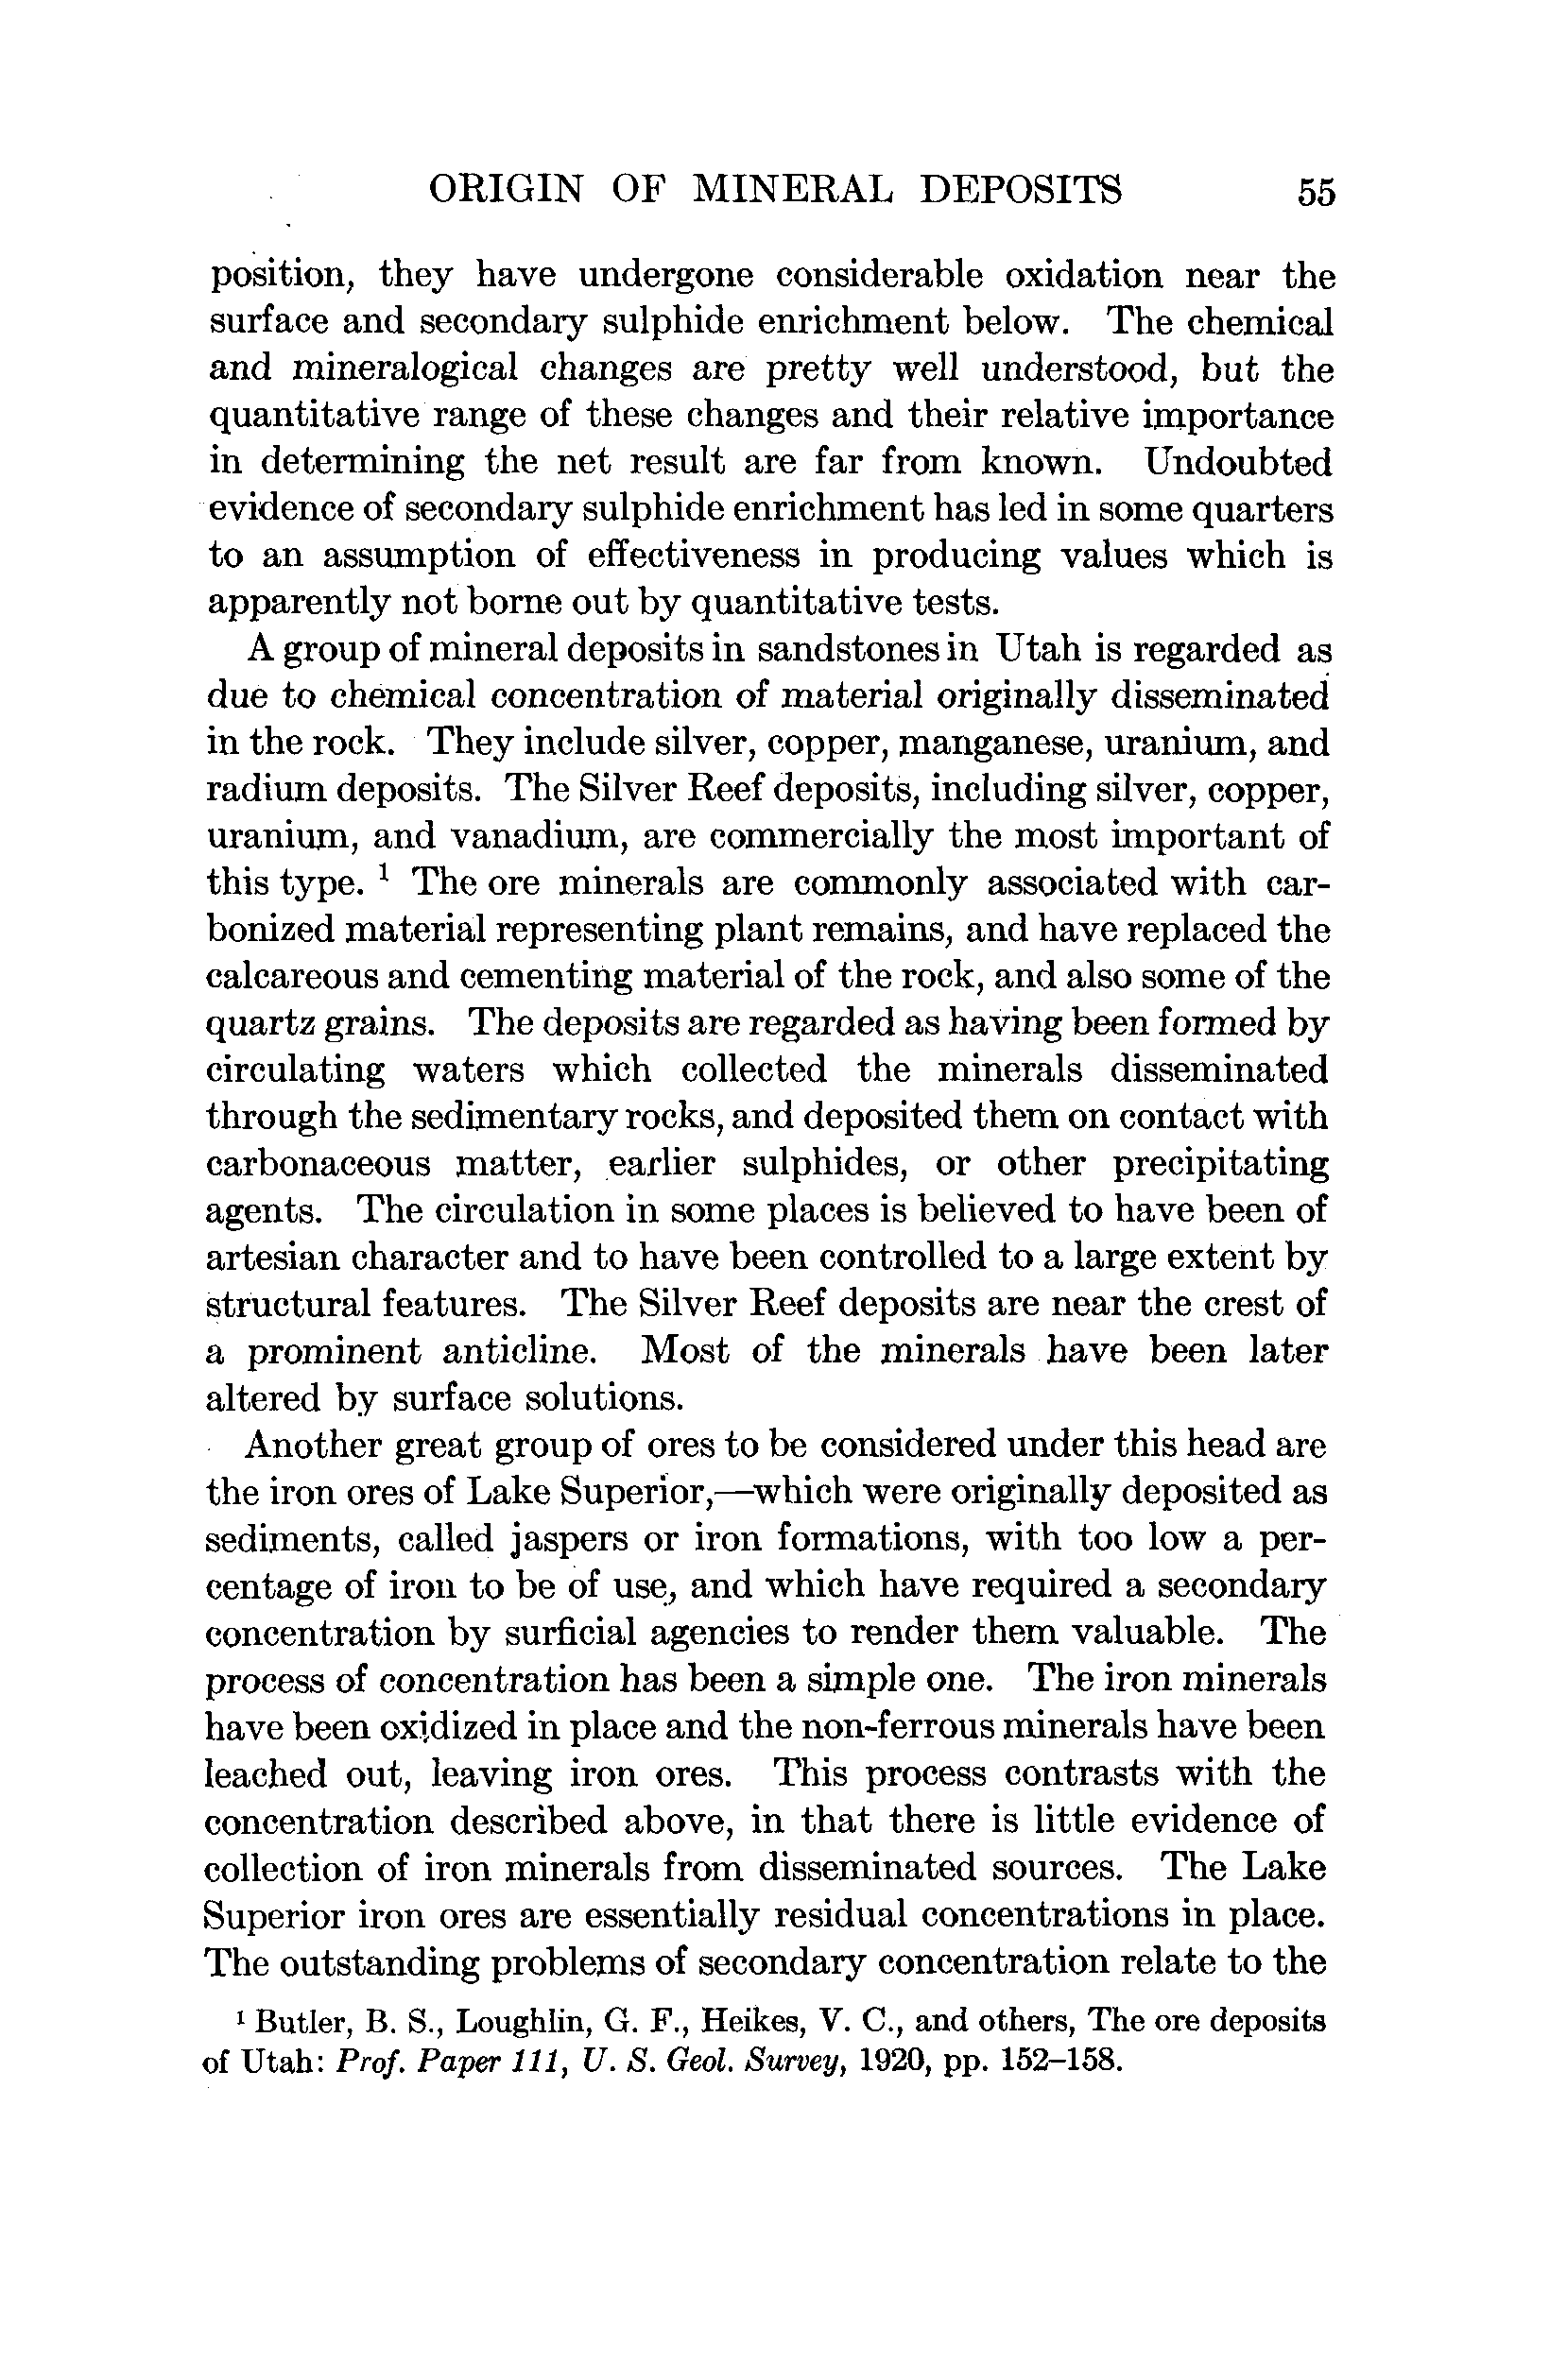 ORIGIN OF MINERAL DEPOSITS 55
position, they have undergone considerable oxidation near the
surface and secondary sulphide enrichment below. The chemical
and mineralogical changes are pretty well understood, but the
quantitative range of these changes and their relative importance
in determining the net result are far from known. Undoubted
evidence of secondary sulphide enrichment has led in some quarters
to an assumption of effectiveness in producing values which is
apparently not borne out by quantitative tests.
A group of mineral deposits in sandstones in Utah is regarded as
due to chemical concentration of material originally disseminated
in the rock. They include silver, copper, manganese, uranium, and
radium deposits. The Silver Reef deposits, including silver, copper,
uranium, and vanadium, are commercially the most important of
this type. ¹ The ore minerals are commonly associated with car-
bonized material representing plant remains, and have replaced the
calcareous and cementing material of the rock, and also some of the
quartz grains. The deposits are regarded as having been formed by
circulating waters which collected the minerals disseminated
through the sedimentary rocks, and deposited them on contact with
carbonaceous matter, earlier sulphides, or other precipitating
agents. The circulation in some places is believed to have been of
artesian character and to have been controlled to a large extent by
structural features. The Silver Reef deposits are near the crest of
a prominent anticline. Most of the minerals have been later
altered by surface solutions.
Another great group of ores to be considered under this head are
the iron ores of Lake Superior,—which were originally deposited as
sediments, called jaspers or iron formations, with too low a per-
centage of iron to be of use, and which have required a secondary
concentration by surficial agencies to render them valuable. The
process of concentration has been a simple one. The iron minerals
have been oxidized in place and the non-ferrous minerals have been
leached out, leaving iron ores. This process contrasts with the
concentration described above, in that there is little evidence of
collection of iron minerals from disseminated sources. The Lake
Superior iron ores are essentially residual concentrations in place.
The outstanding problems of secondary concentration relate to the
¹ Butler, B. S., Loughlin, G. F., Heikes, V. C., and others, The ore deposits
of Utah: Prof. Paper 111, U. S. Geol. Survey, 1920, pp. 152–158.